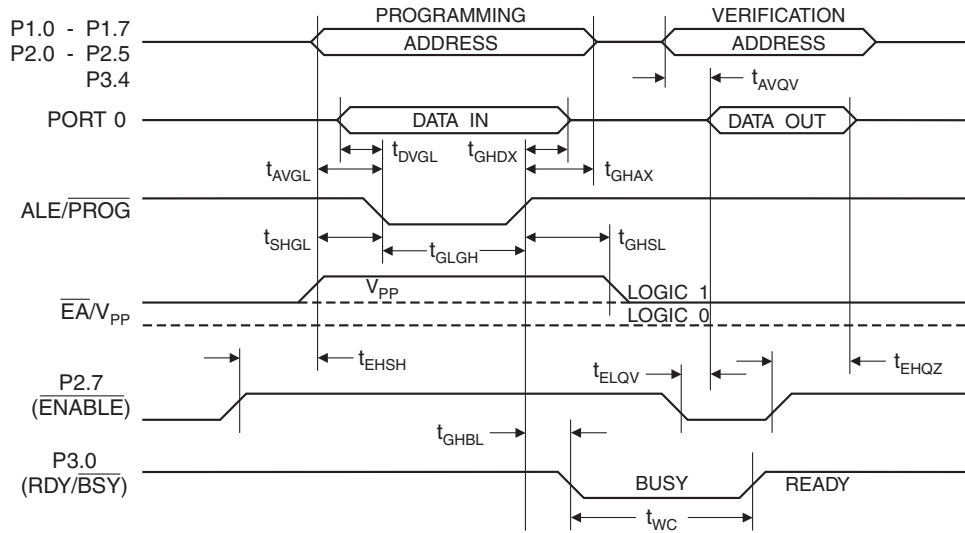 PROGRAMMING
VERIFICATION
P1.0 - P1.7
P2.0 - P2.5
P3.4
ADDRESS
ADDRESS
tAVQV
PORT 0
DATA IN
DATA OUT
tDVGL
tGHDX
tAVGL
tGHAX
ALE/PROG
tSHGL
tGLGH
tGHSL
VPP
LOGIC 1
EA/VPP
LOGIC 0
tEHSH
tELQV
tEHQZ
P2.7
(ENABLE)
tGHBL
P3.0
(RDY/BSY)
BUSY
READY
tWC